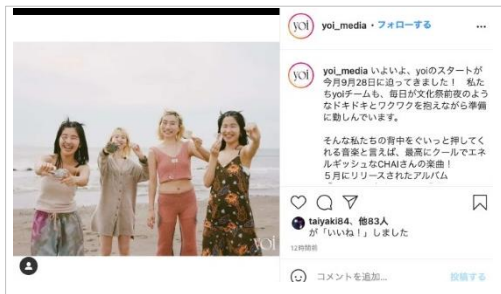 yoi
yoi_media・フォローする
yoi
yoi_media いよいよ、yoiのスタートが
今月9月28日に迫ってきました！ 私た
ちyoiチームも、毎日が文化祭前夜のよう
なドキドキとワクワクを抱えながら準備
に勤しんでいます。
そんな私たちの背中をぐいっと押してく
れる音楽と言えば、最高にクールでエネ
ルギッシュなCHAIさんの楽曲！
５月にリリースされたアルバム
yoi
taiyaki84、他83人
が「いいね！」しました
12時間前
コメントを追加...
投稿する